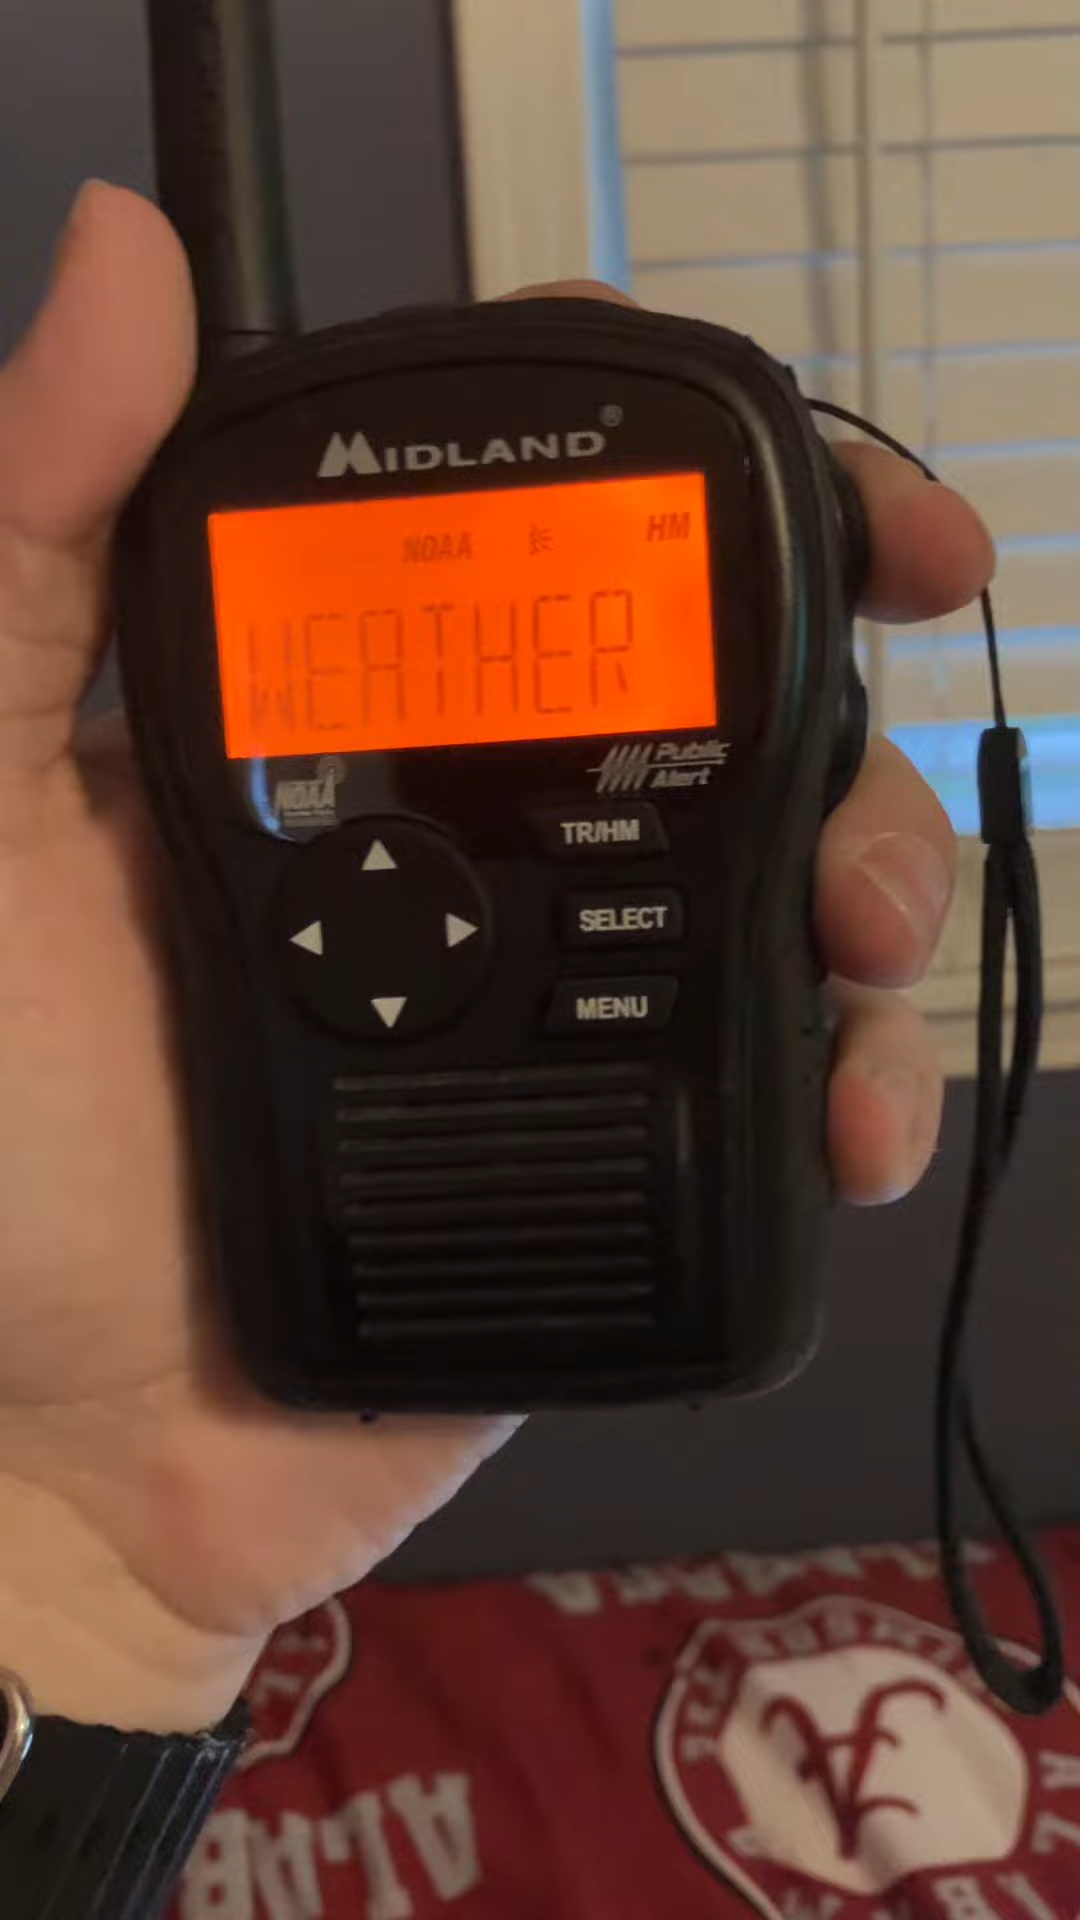 MIDLAND®
NOAA HM
WEATHER
NOAA
Public
Alert
TR/HM
SELECT
MENU
ALABAMA